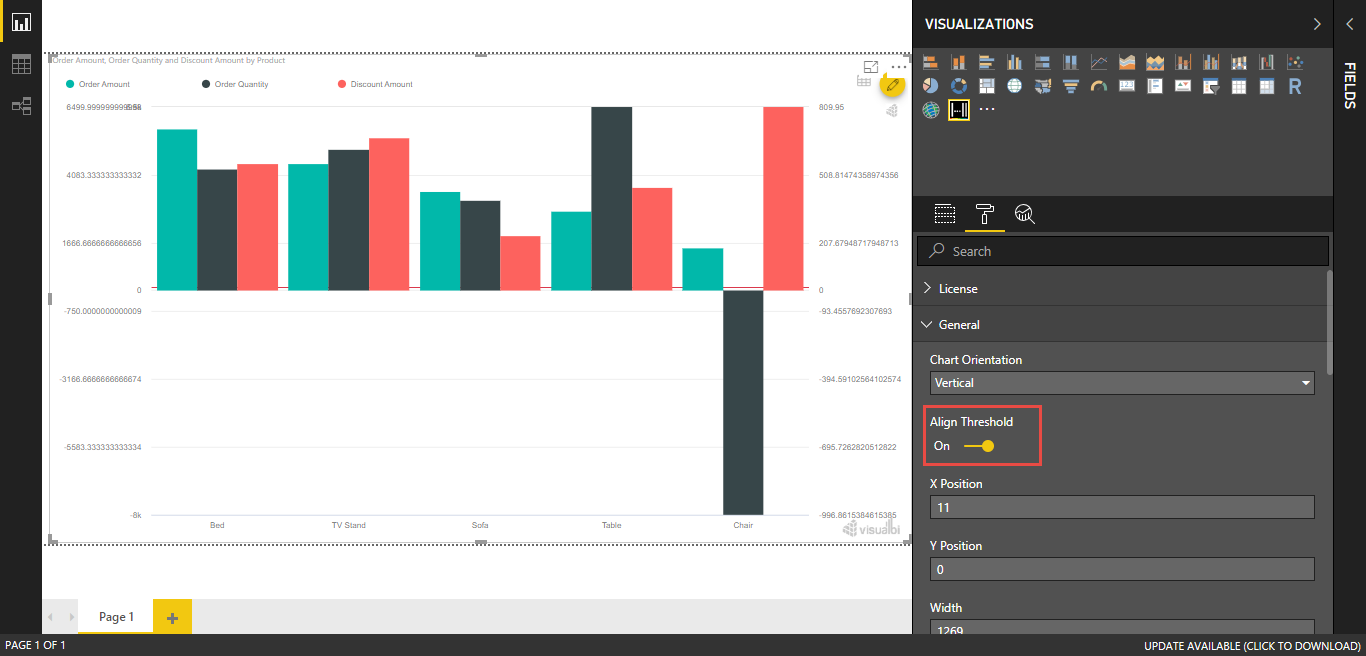 Order Amount, Order Quantity and Discount Amount by Product
Order Amount
Order Quantity
Discount Amount
809.95
4083.333333333332
508.81474358974356
1666.6666666666656
207.67948717948713
0
0
-750.0000000000009
-93.4557692307693
-3166.6666666666674
-394.59102564102574
-5583.333333333334
-695.7262820512822
-8k
-996.8615384615385
Bed
TV Stand
Sofa
Table
Chair
visualbi
Page 1
+
PAGE 1 OF 1
VISUALIZATIONS
R
Search
License
General
Chart Orientation
Vertical
Align Threshold
On
X Position
11
Y Position
0
Width
1269
FIELDS
UPDATE AVAILABLE (CLICK TO DOWNLOAD)